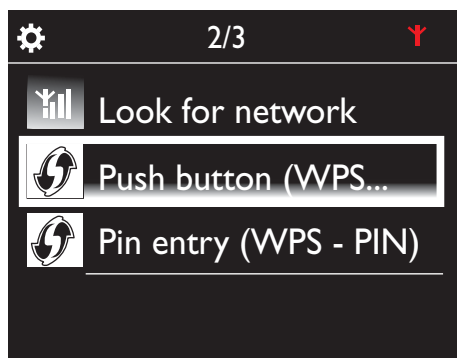 2/3
Look for network
Push button (WPS...
Pin entry (WPS - PIN)